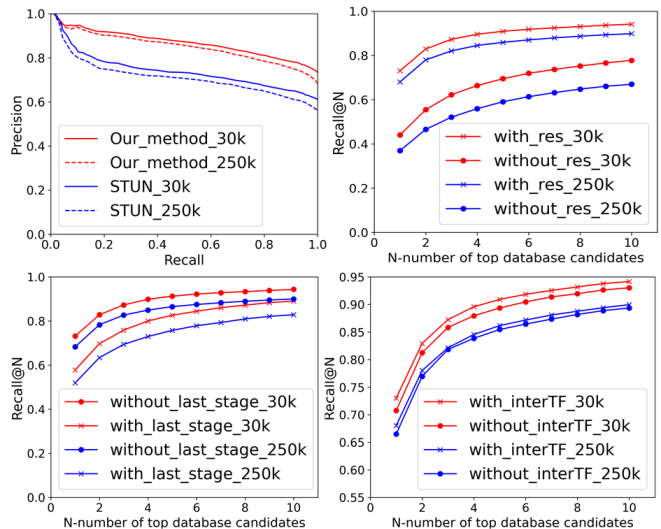 1.0
0.8
0.6
0.4
0.2
0.0
0.0
0.2
0.4
0.6
0.8
1.0
Precision
Recall
Our_method_30k
Our_method_250k
STUN_30k
STUN_250k
1.0
0.8
0.6
0.4
0.2
0.0
0
2
4
6
8
10
Recall@N
N-number of top database candidates
with_res_30k
without_res_30k
with_res_250k
without_res_250k
1.0
0.8
0.6
0.4
0.2
0.0
0
2
4
6
8
10
Recall@N
N-number of top database candidates
without_last_stage_30k
with_last_stage_30k
without_last_stage_250k
with_last_stage_250k
0.95
0.90
0.85
0.80
0.75
0.70
0.65
0.60
0.55
0
2
4
6
8
10
Recall@N
N-number of top database candidates
with_interTF_30k
without_interTF_30k
with_interTF_250k
without_interTF_250k